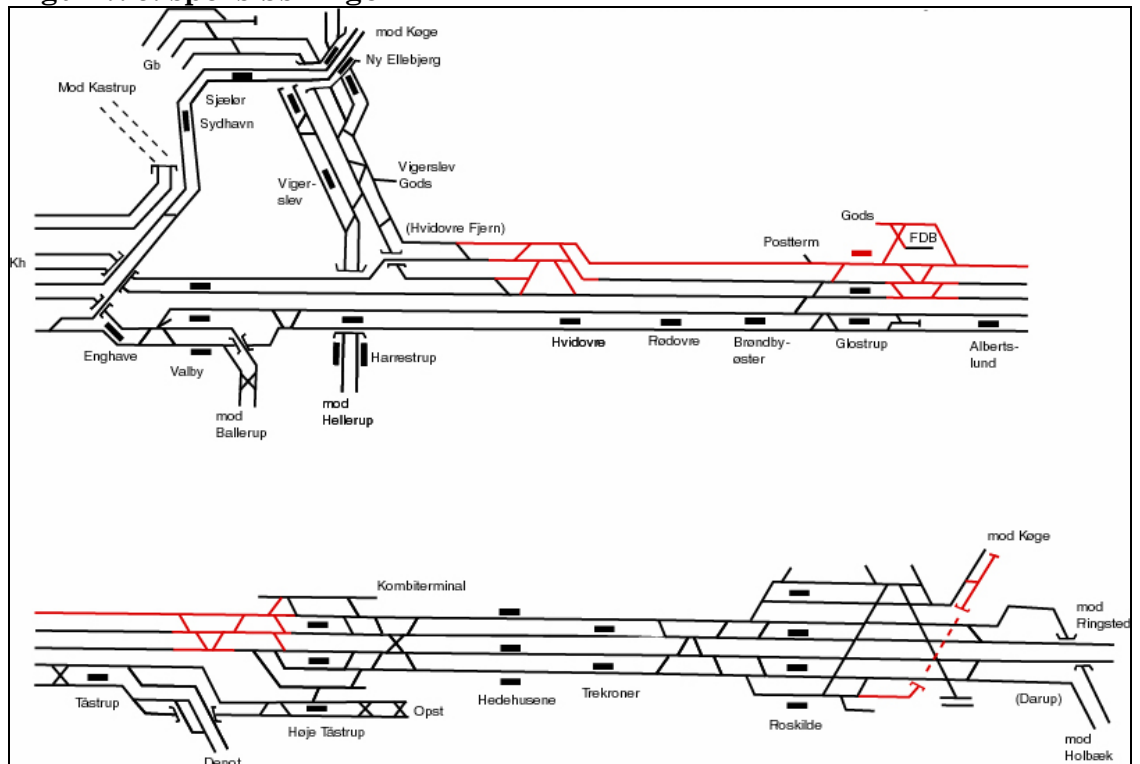 mod Køge
Ny Ellebjerg
Gb
Mod Kastrup
Sjælør
Sydhavn
Viger-
slev
Vigerslev
Gods
(Hvidovre Fjern)
Gods
FDB
Postterm
Kh
Enghave
Valby
Harrestrup
Hvidovre
Rødovre
Brøndby-
øster
Glostrup
Alberts-
lund
mod
Ballerup
mod
Hellerup
mod Køge
Kombiterminal
mod
Ringsted
Tåstrup
Høje Tåstrup
Opst
Hedehusene
Trekroner
Roskilde
(Darup)
mod
Holbæk
Depot